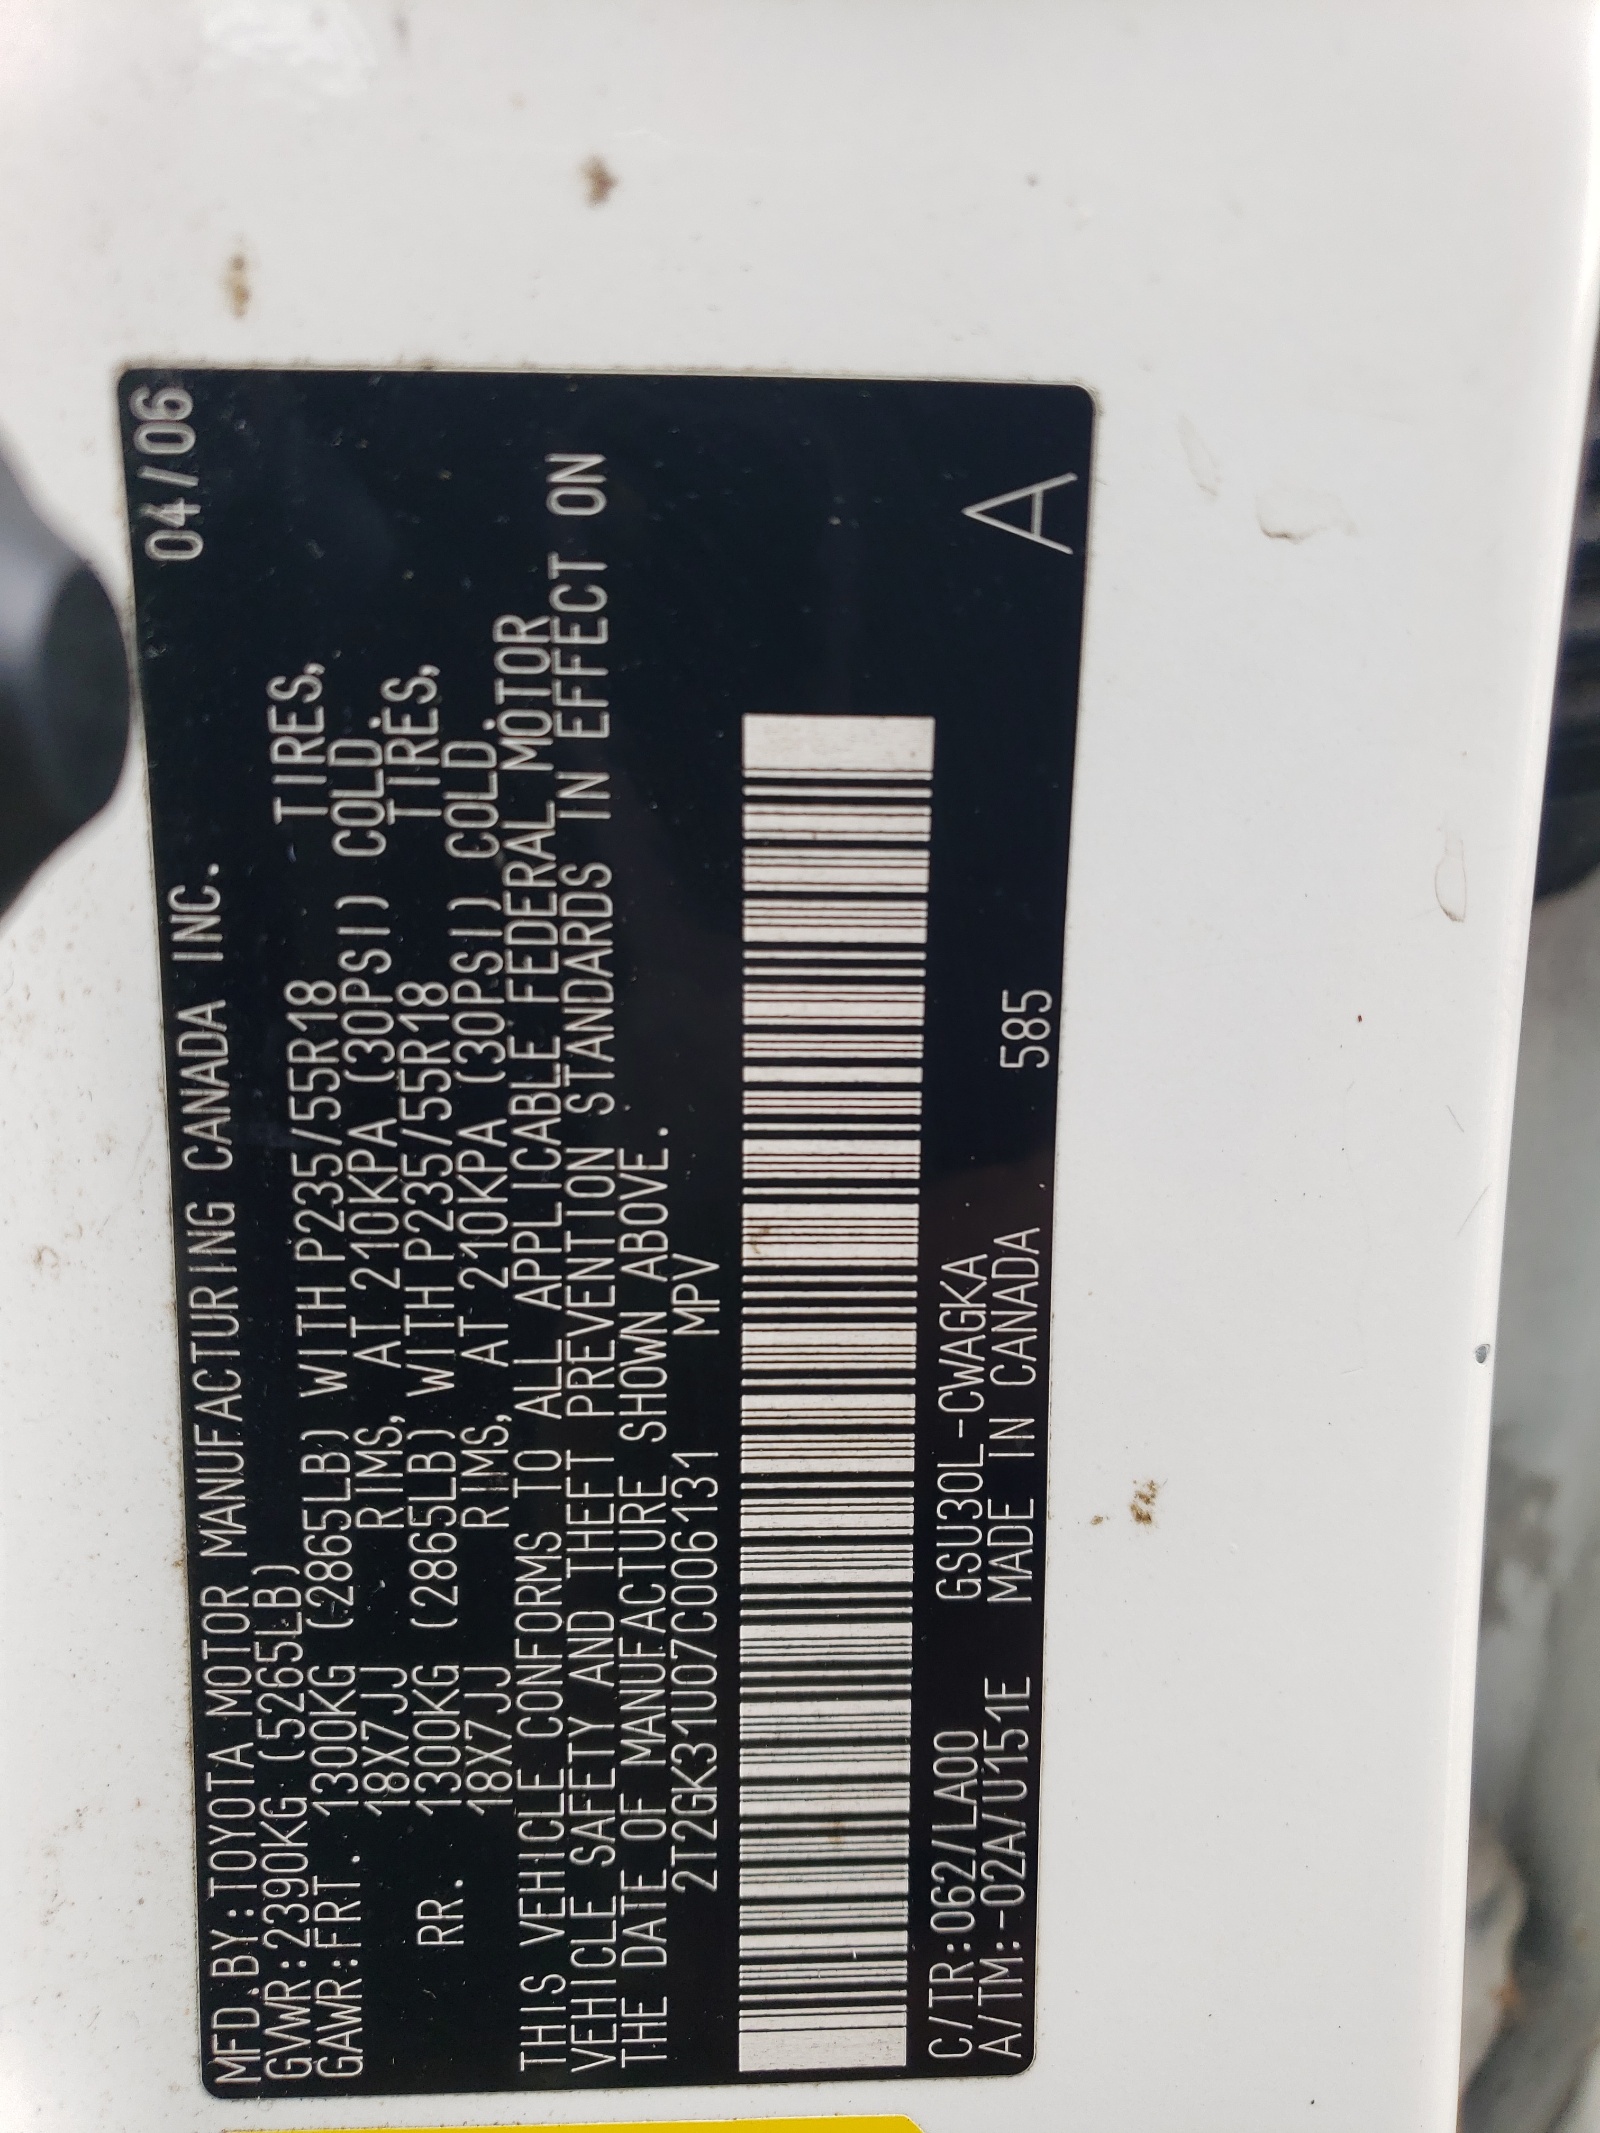 MFD.BY:TOYOTA MOTOR MANUFACTURING CANADA INC. 04/06
GVWR:2390KG (5265LB)
GAWR:FRT. 1300KG (2865LB) WITH P235/55R18 TIRES,
18X7JJ RIMS, AT 210KPA (30PSI) COLD.
RR. 1300KG (2865LB) WITH P235/55R18 TIRES,
18X7JJ RIMS, AT 210KPA (30PSI) COLD.
THIS VEHICLE CONFORMS TO ALL APPLICABLE FEDERAL MOTOR
VEHICLE SAFETY AND THEFT PREVENTION STANDARDS IN EFFECT ON
THE DATE OF MANUFACTURE SHOWN ABOVE.
2T2GK31U07C006131 MPV
C/TR:062/LA00 GSU30L-CWAGKA
A/TM:-02A/U151E MADE IN CANADA 585 A